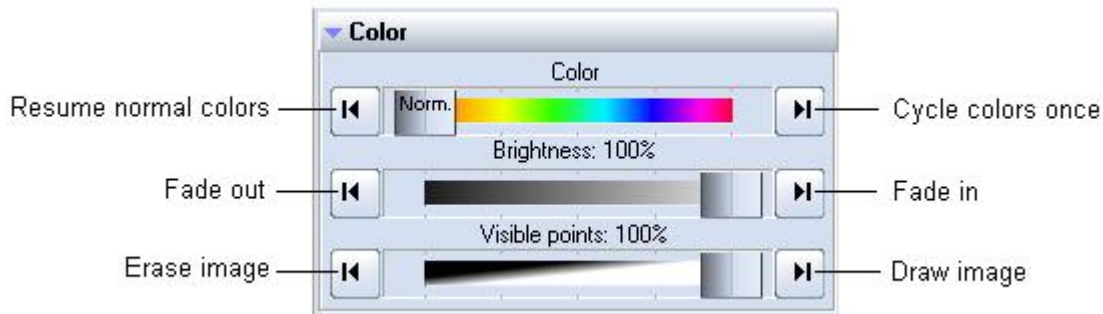 Color
Color
Resume normal colors
Norm.
Cycle colors once
Brightness: 100%
Fade out
Fade in
Visible points: 100%
Erase image
Draw image